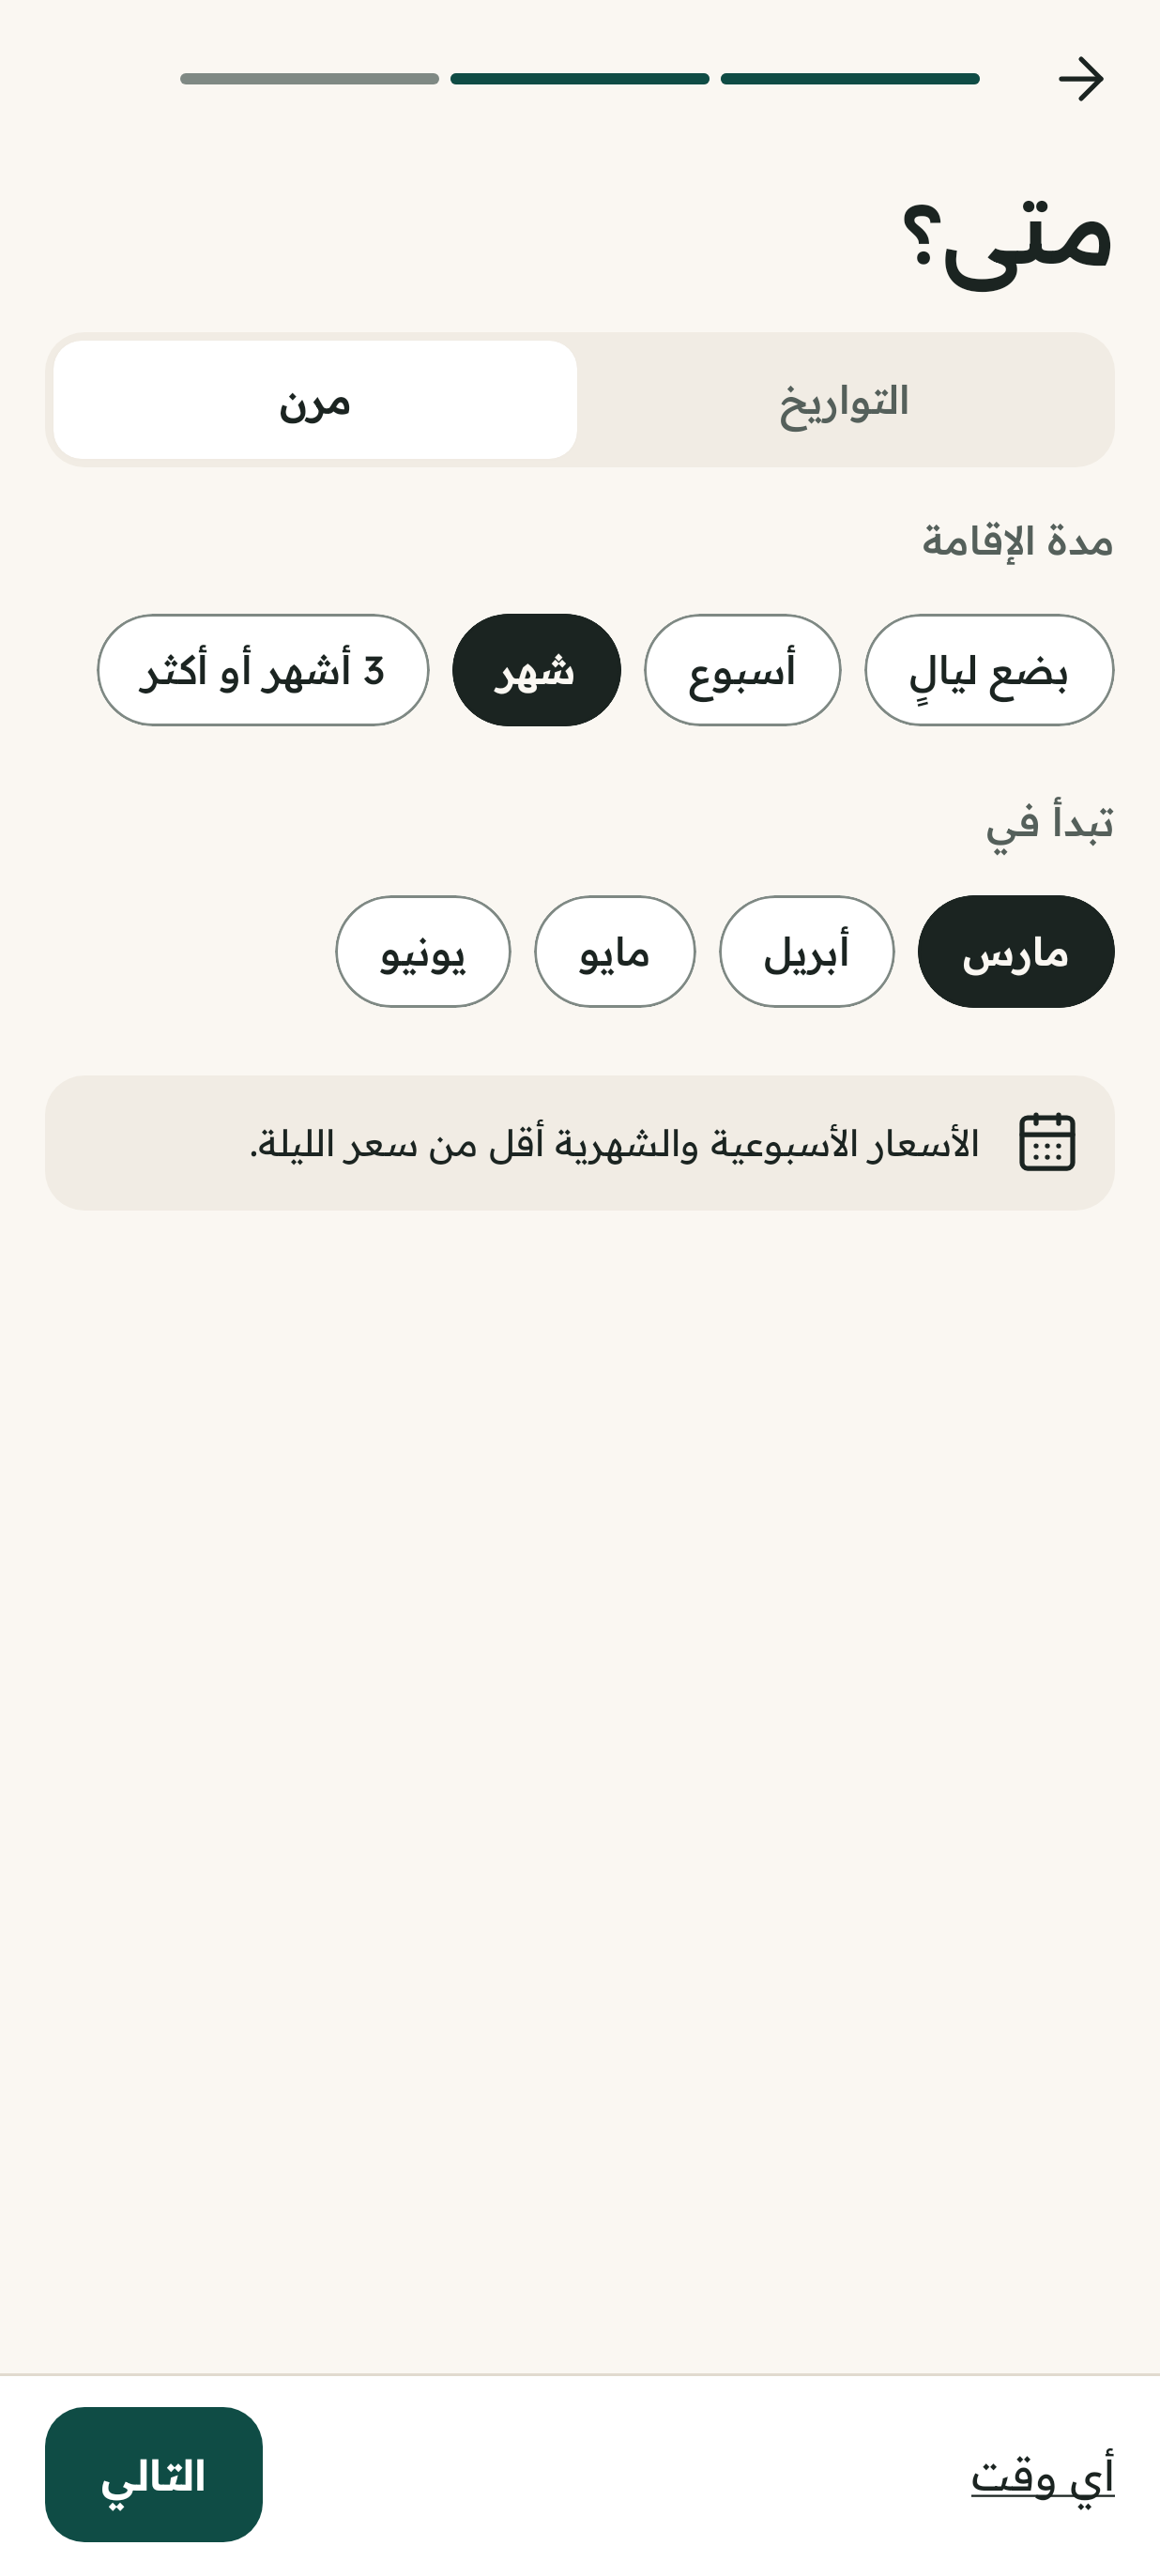 متى؟
التواريخ
مرن
مدة الإقامة
بضع ليالٍ
أسبوع
شهر
3 أشهر أو أكثر
تبدأ في
مارس
أبريل
مايو
يونيو
الأسعار الأسبوعية والشهرية أقل من سعر الليلة.
أي وقت
التالي